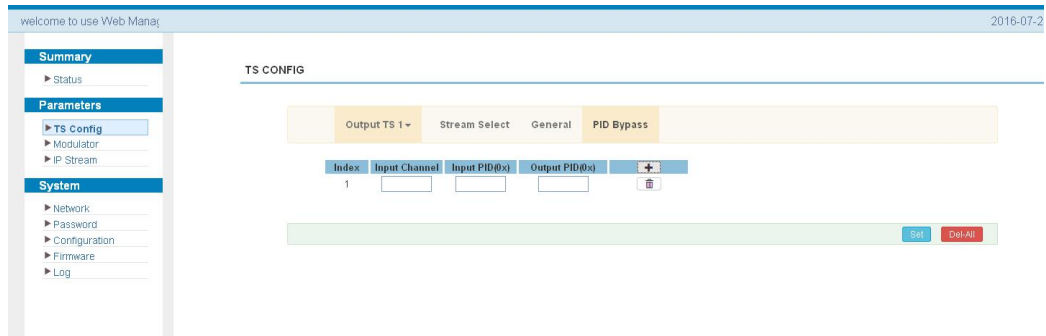 welcome to use Web Manag
2016-07-2
Summary
Status
Parameters
TS Config
Modulator
IP Stream
System
Network
Password
Configuration
Firmware
Log
TS CONFIG
Output TS 1 Stream Select General PID Bypass
Index Input Channel Input PID(0x) Output PID(0x) +
1
Set Del-All